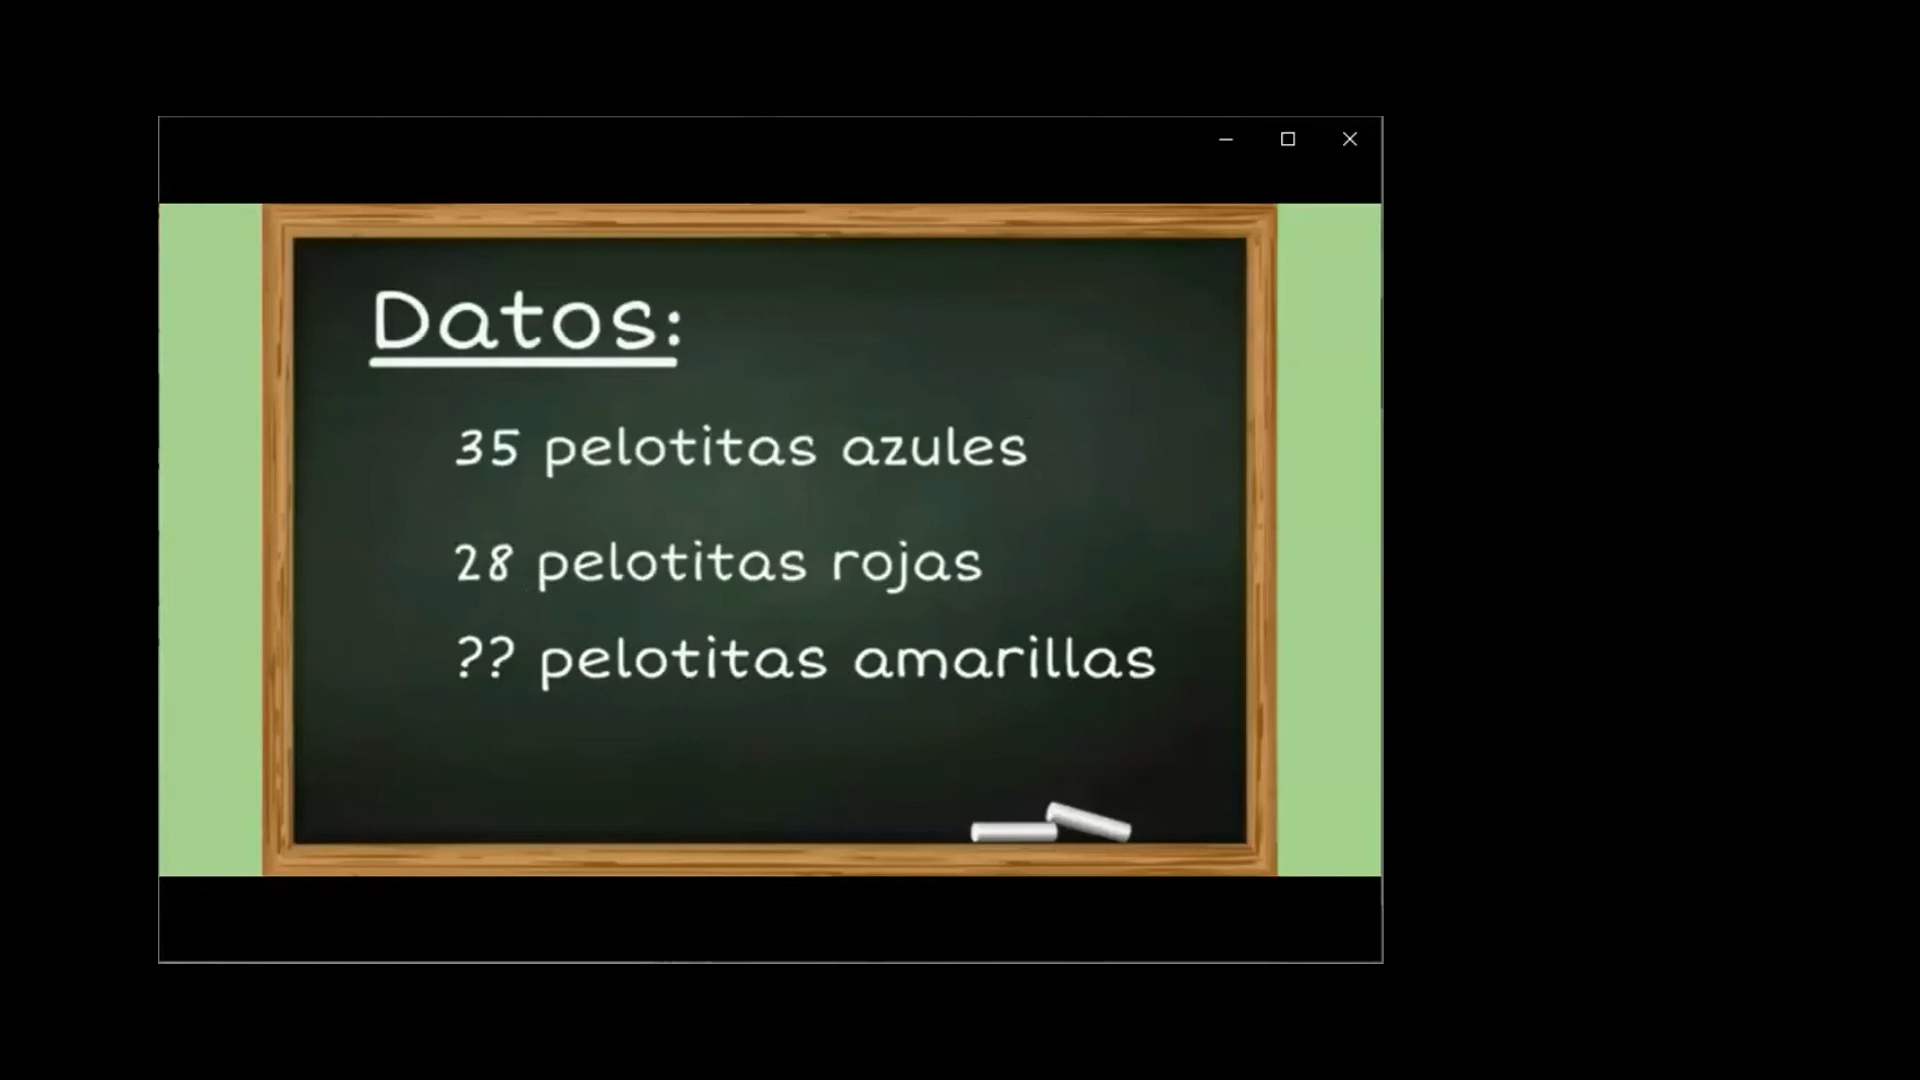 Datos:
35 pelotitas azules
28 pelotitas rojas
?? pelotitas amarillas